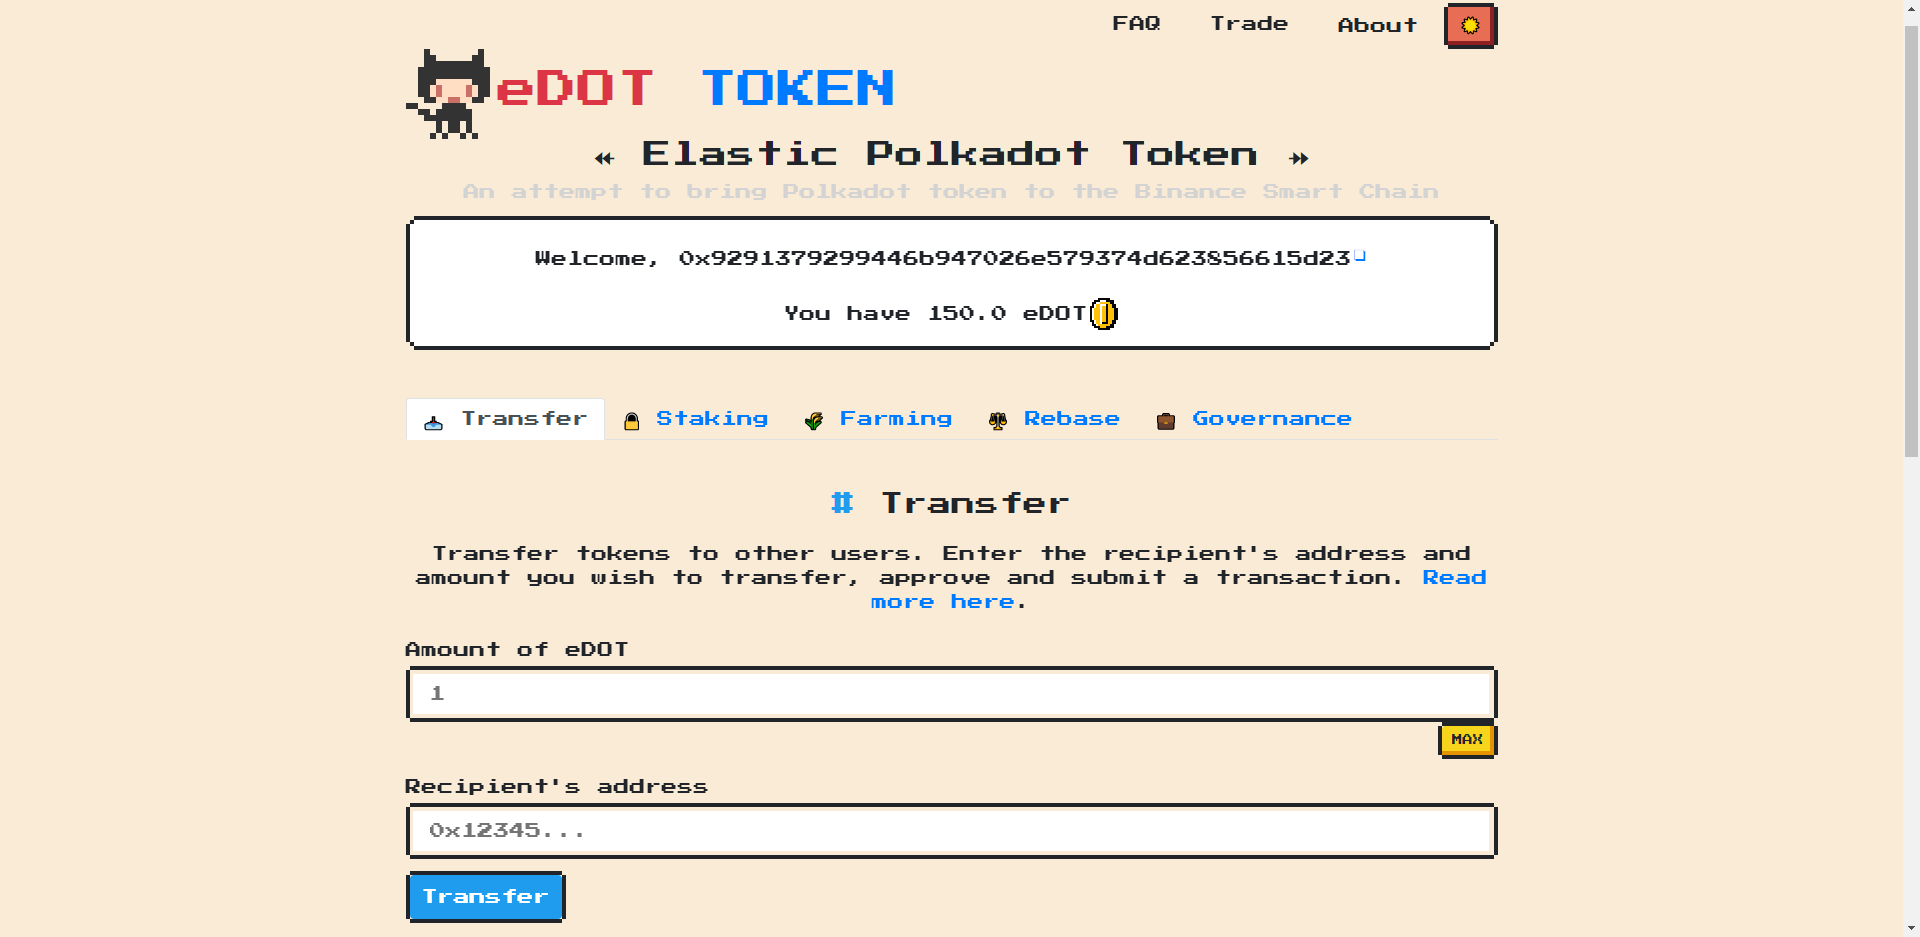 FAQ Trade About
eDOT TOKEN
Elastic Polkadot Token
An attempt to bring Polkadot token to the Binance Smart Chain
Welcome, 0x9291379299446b947026e579374d623856615d23
You have 150.0 eDOT
Transfer Staking Farming Rebase Governance
# Transfer
Transfer tokens to other users. Enter the recipient's address and
amount you wish to transfer, approve and submit a transaction. Read
more here.
Amount of eDOT
1
MAX
Recipient's address
0x12345...
Transfer